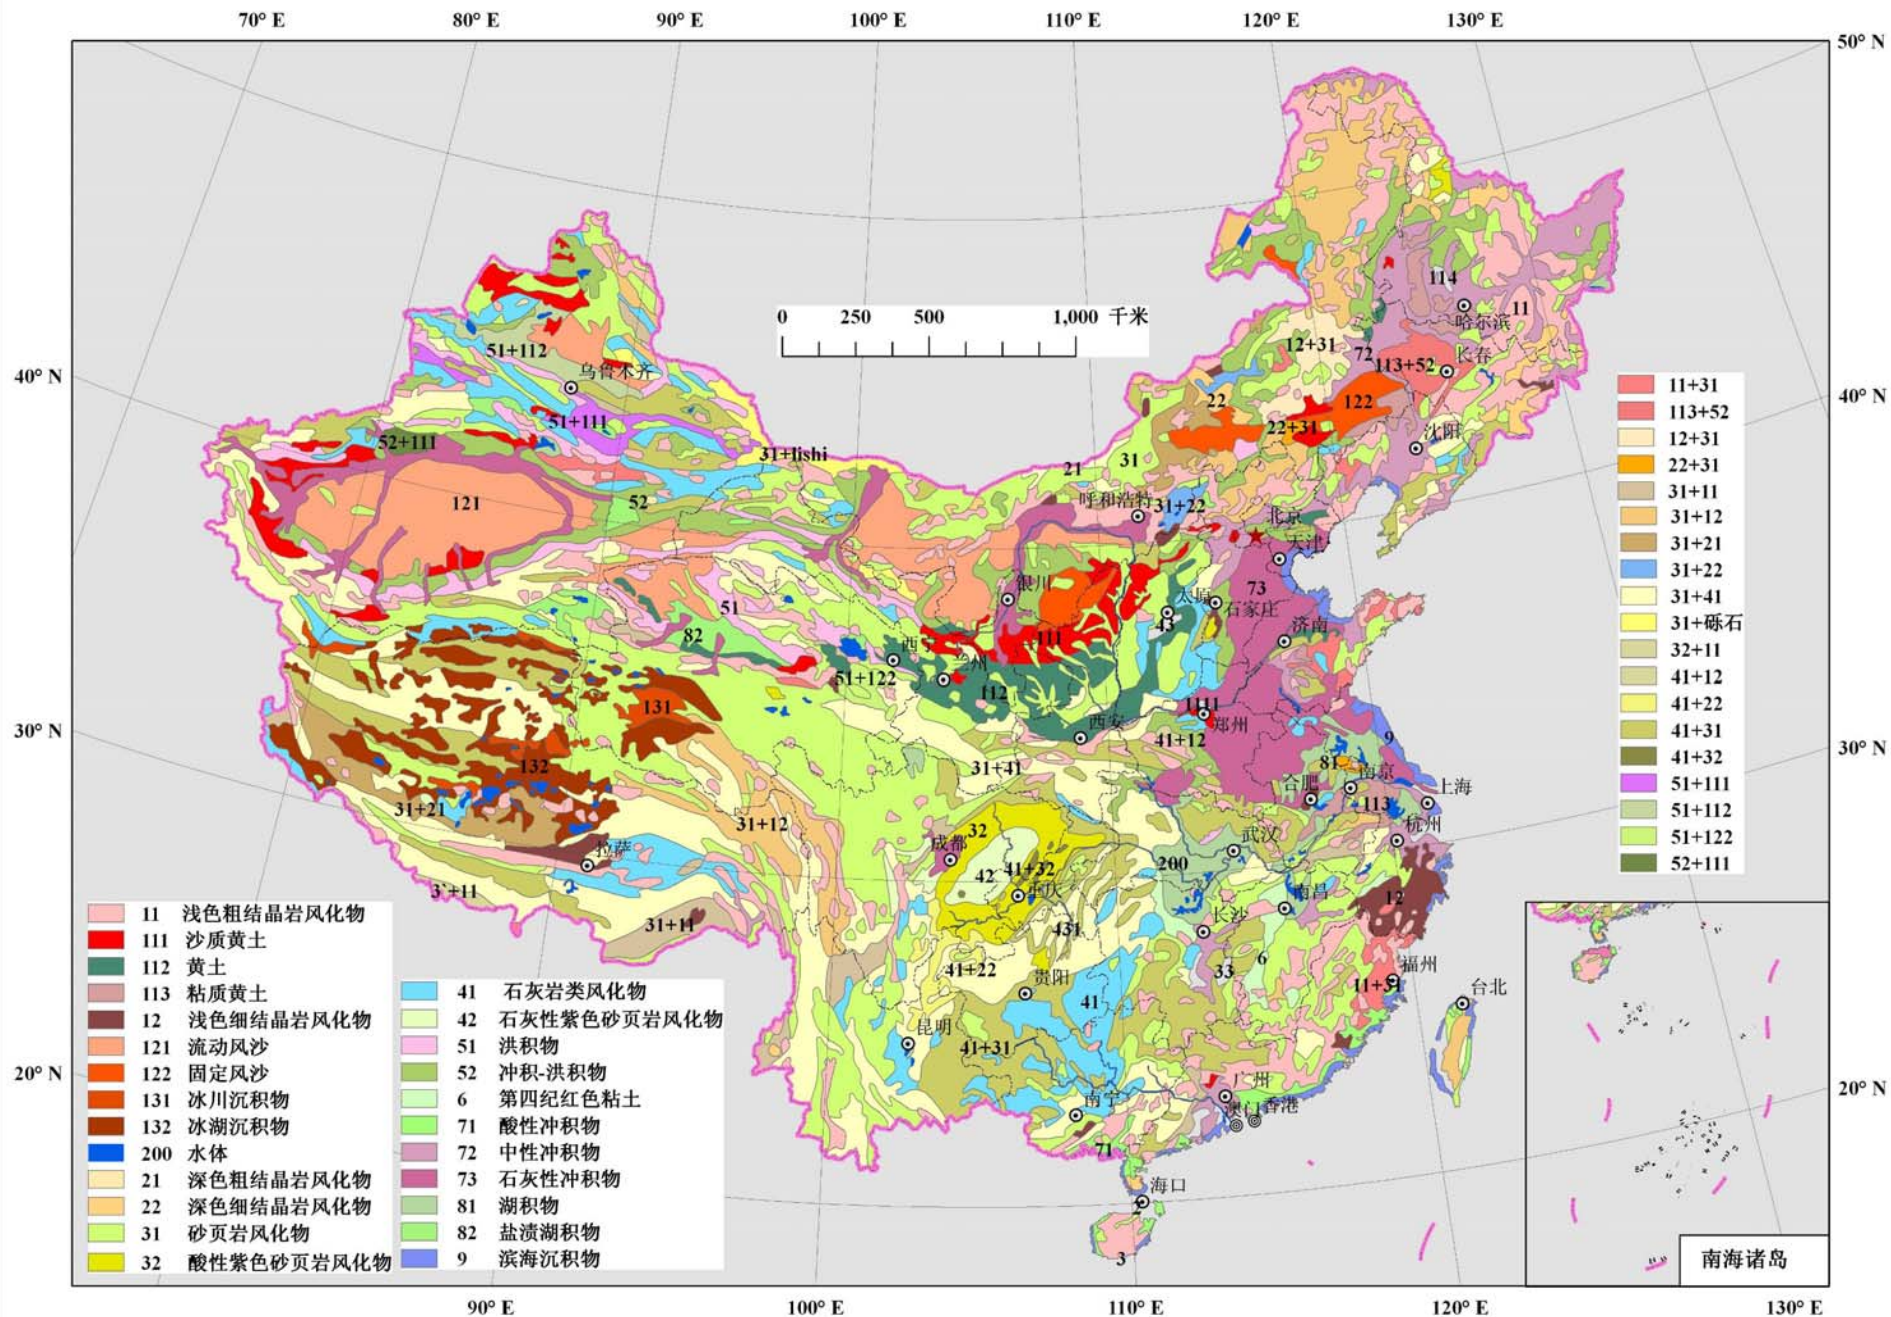 70° E 80° E 90° E 100° E 110° E 120° E 130° E
50° N
40° N
40° N
30° N
30° N
20° N
20° N
90° E 100° E 110° E 120° E 130° E
0 250 500 1,000 千米
114
哈尔滨
11
12+31
72
113+52
长春
122
22
22+31
沈阳
51+112
乌鲁木齐
51+111
52+111
31+lishi
21
31
121
52
呼和浩特
31+22
北京
天津
73
银川
太原
石家庄
43
济南
51
82
111
西宁
兰州
51+122
112
西安
1111
郑州
41+12
9
131
132
31+41
81
南京
合肥
上海
113
杭州
31+21
31+12
拉萨
3`+11
31+11
32
成都
42
41+32
重庆
武汉
200
南昌
长沙
12
431
41+22
贵阳
33
6
福州
11+31
台北
41
昆明
41+31
南宁
广州
澳门
香港
71
海口
2
3
南海诸岛
11 浅色粗结晶岩风化物
111 沙质黄土
112 黄土
113 粘质黄土
12 浅色细结晶岩风化物
121 流动风沙
122 固定风沙
131 冰川沉积物
132 冰湖沉积物
200 水体
21 深色粗结晶岩风化物
22 深色细结晶岩风化物
31 砂页岩风化物
32 酸性紫色砂页岩风化物
41 石灰岩类风化物
42 石灰性紫色砂页岩风化物
51 洪积物
52 冲积-洪积物
6 第四纪红色粘土
71 酸性冲积物
72 中性冲积物
73 石灰性冲积物
81 湖积物
82 盐渍湖积物
9 滨海沉积物
11+31
113+52
12+31
22+31
31+11
31+12
31+21
31+22
31+41
31+砾石
32+11
41+12
41+22
41+31
41+32
51+111
51+112
51+122
52+111